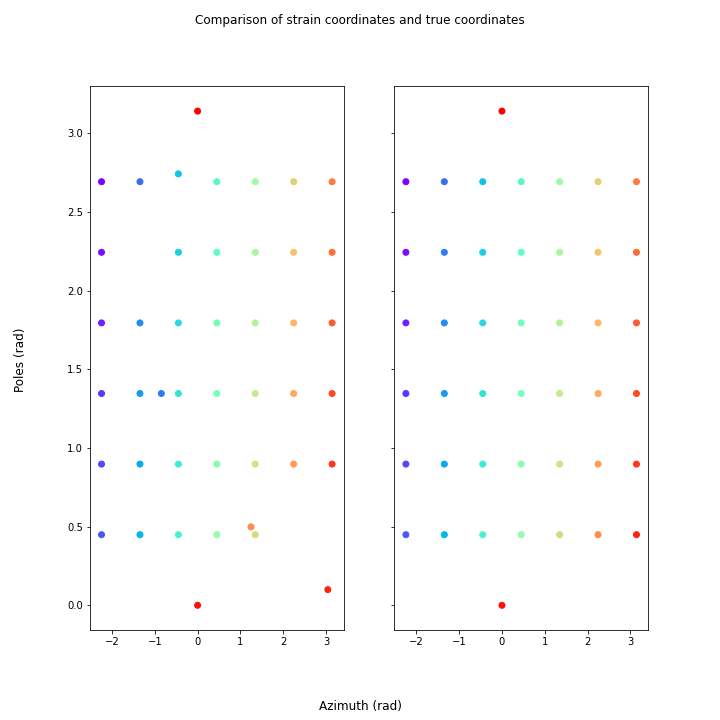 Comparison of strain coordinates and true coordinates
3.0
2.5
2.0
1.5
1.0
0.5
0.0
−2 −1 0 1 2 3
−2 −1 0 1 2 3
Poles (rad)
Azimuth (rad)